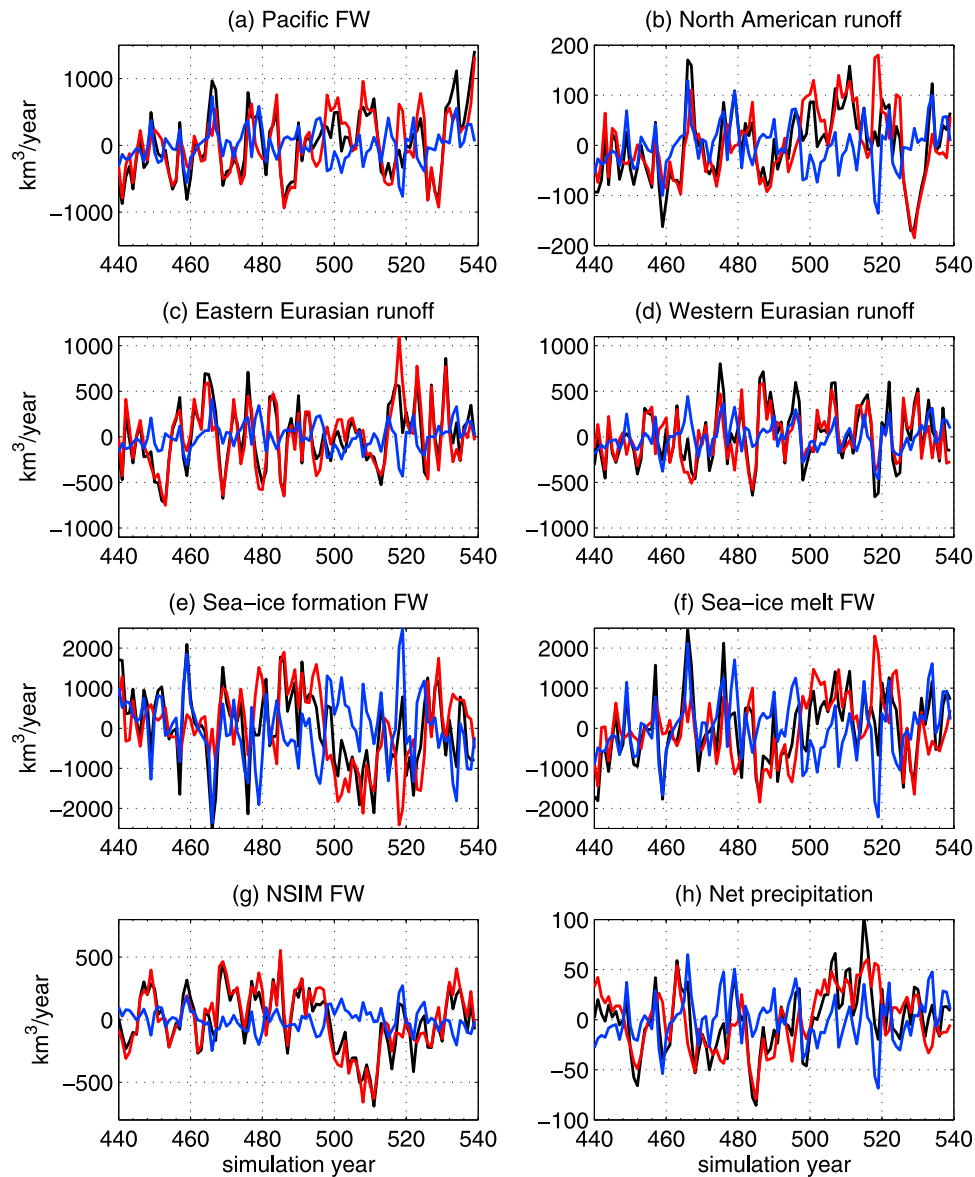 (a) Pacific FW
(b) North American runoff
km³/year
1000
0
−1000
440 460 480 500 520 540
200
100
0
−100
−200
440 460 480 500 520 540
(c) Eastern Eurasian runoff
(d) Western Eurasian runoff
km³/year
1000
500
0
−500
−1000
440 460 480 500 520 540
1000
500
0
−500
−1000
440 460 480 500 520 540
(e) Sea−ice formation FW
(f) Sea−ice melt FW
km³/year
2000
1000
0
−1000
−2000
440 460 480 500 520 540
2000
1000
0
−1000
−2000
440 460 480 500 520 540
(g) NSIM FW
(h) Net precipitation
km³/year
500
0
−500
440 460 480 500 520 540
simulation year
100
50
0
−50
−100
440 460 480 500 520 540
simulation year